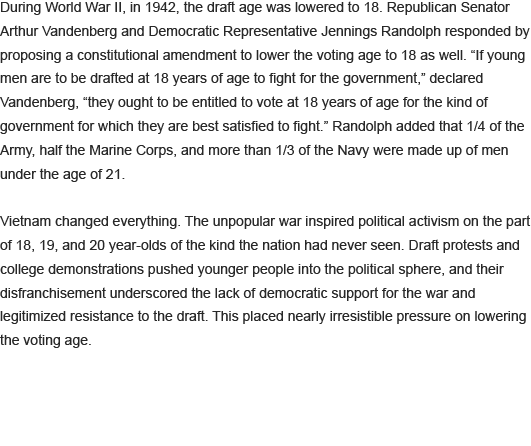 During World War II, in 1942, the draft age was lowered to 18. Republican Senator
Arthur Vandenberg and Democratic Representative Jennings Randolph responded by
proposing a constitutional amendment to lower the voting age to 18 as well. “If young
men are to be drafted at 18 years of age to fight for the government,” declared
Vandenberg, “they ought to be entitled to vote at 18 years of age for the kind of
government for which they are best satisfied to fight.” Randolph added that 1/4 of the
Army, half the Marine Corps, and more than 1/3 of the Navy were made up of men
under the age of 21.
Vietnam changed everything. The unpopular war inspired political activism on the part
of 18, 19, and 20 year-olds of the kind the nation had never seen. Draft protests and
college demonstrations pushed younger people into the political sphere, and their
disfranchisement underscored the lack of democratic support for the war and
legitimized resistance to the draft. This placed nearly irresistible pressure on lowering
the voting age.